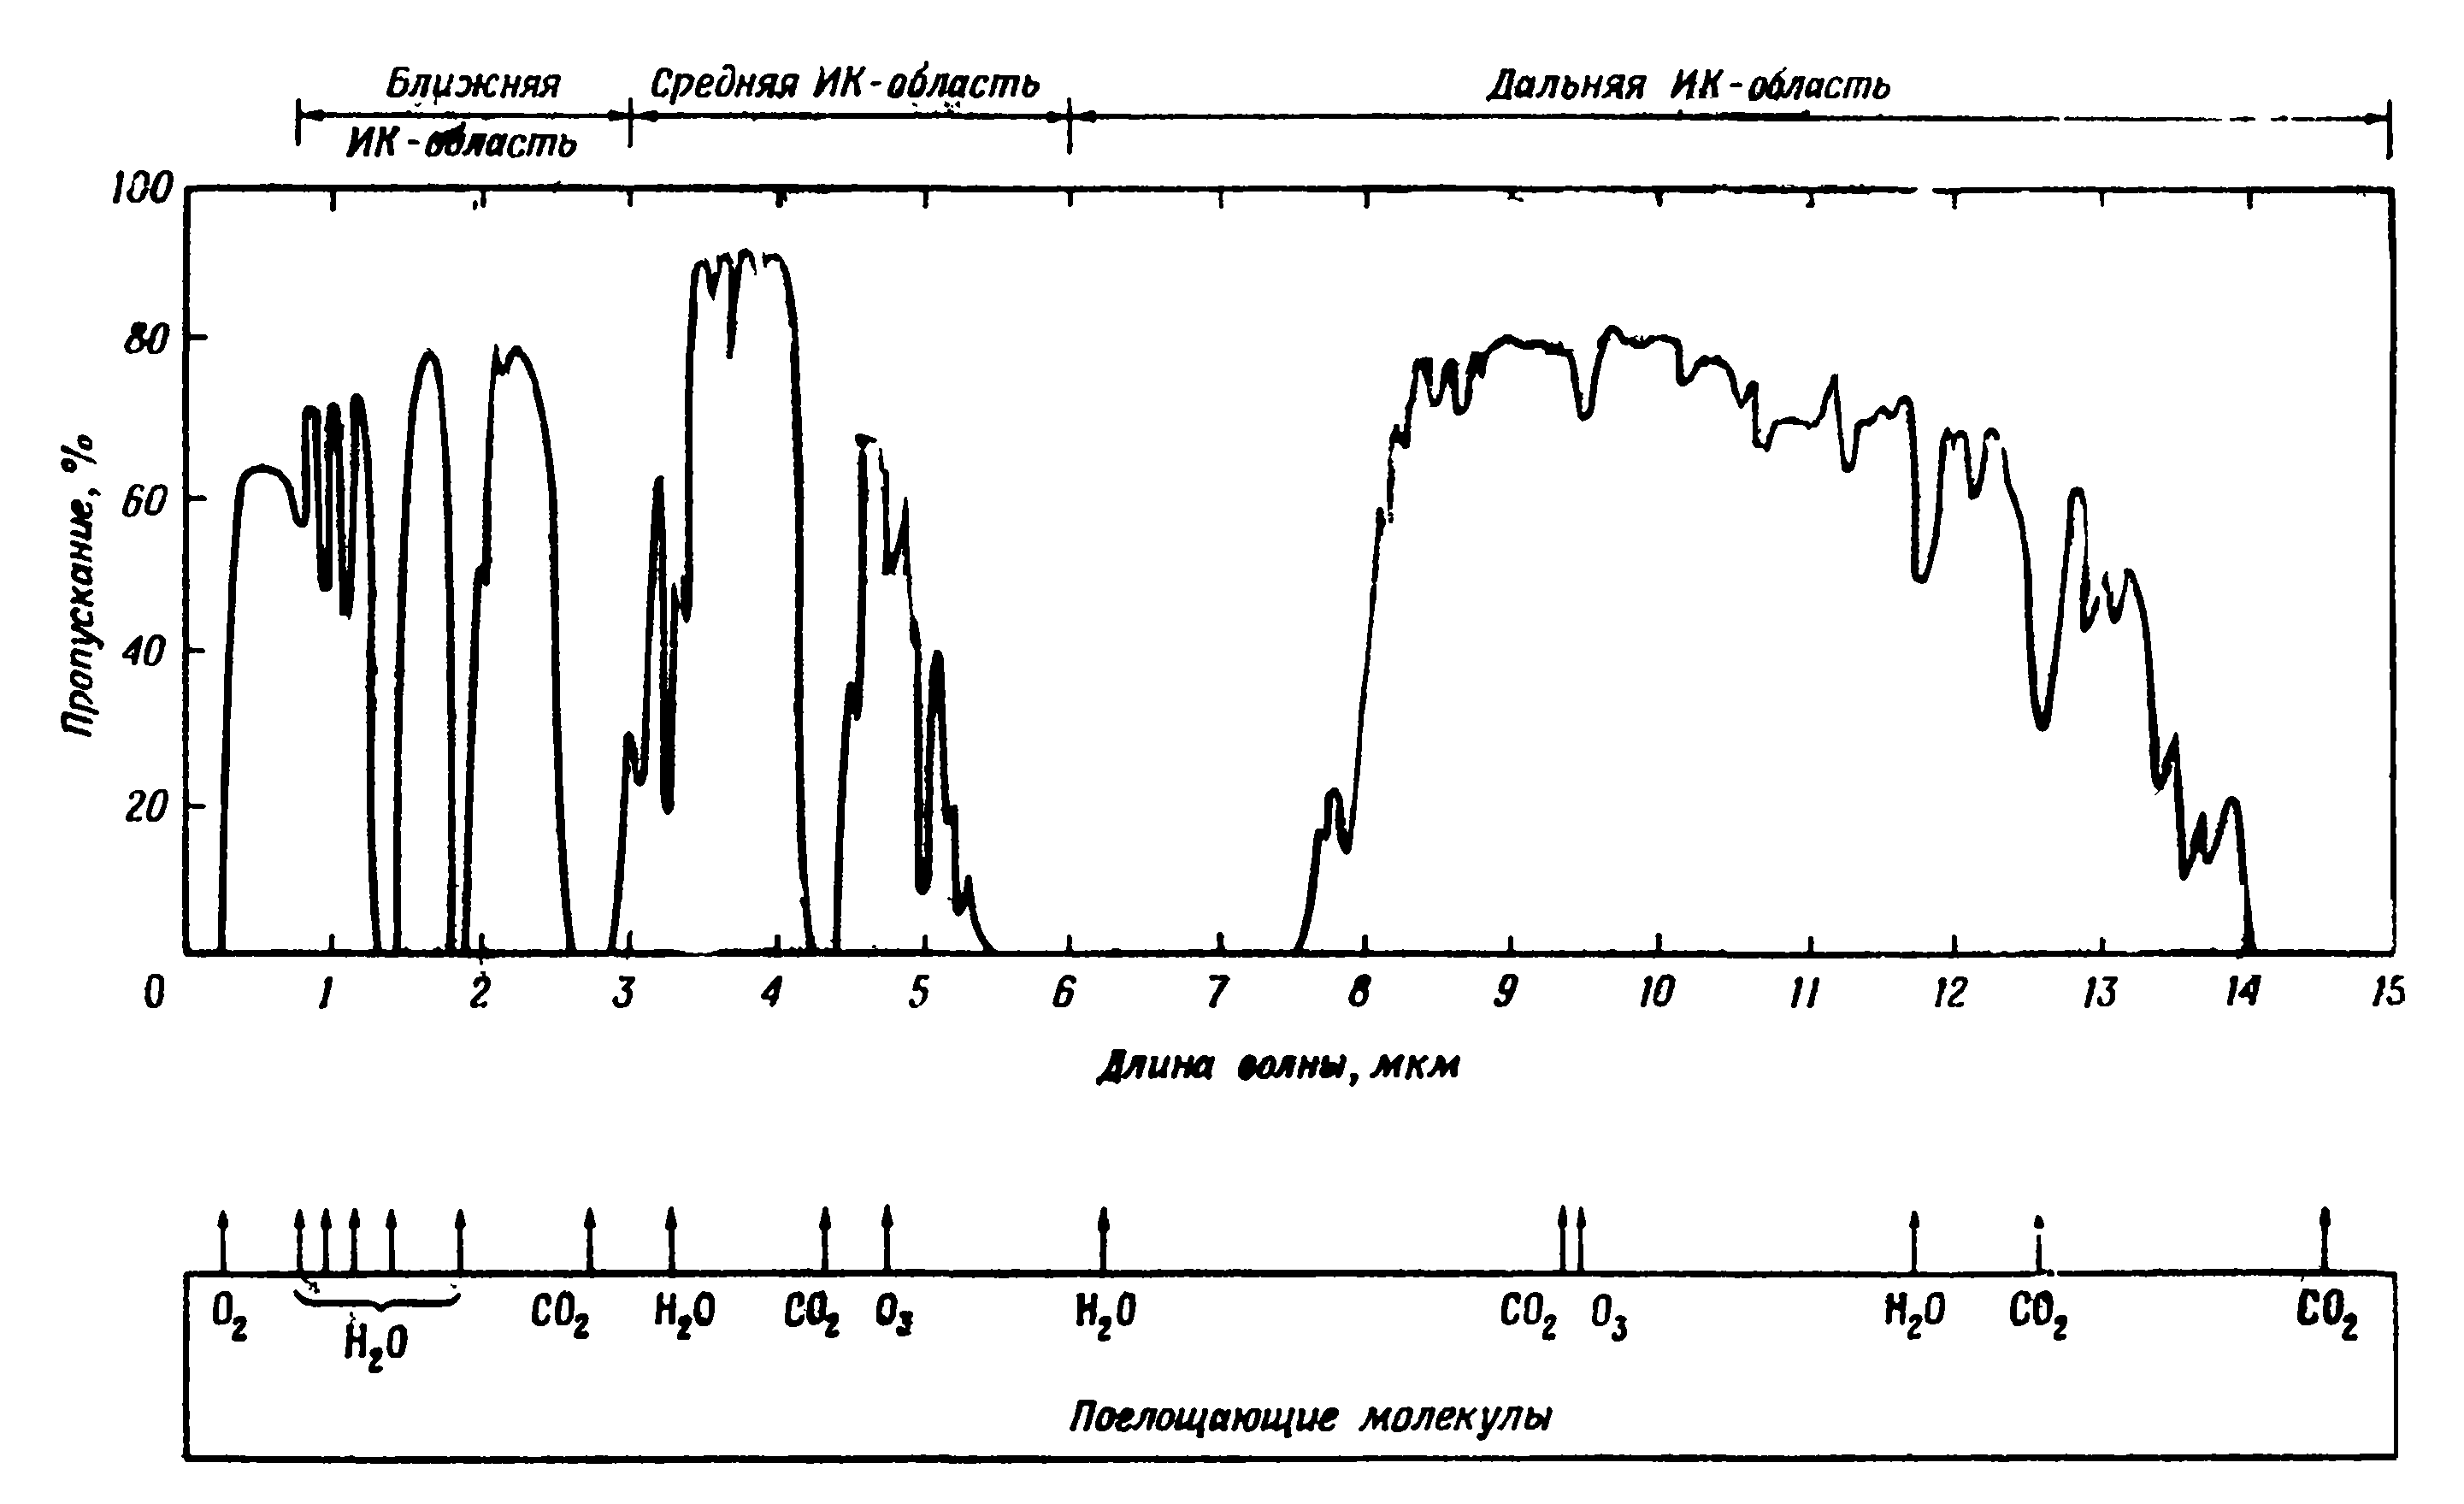 Ближняя
ИК-область
Средняя ИК-область
Дальняя ИК-область
Пропускание, %
100
80
60
40
20
0 1 2 3 4 5 6 7 8 9 10 11 12 13 14 15
Длина волны, мкм
O₂ H₂O CO₂ H₂O CO₂ O₃ H₂O CO₂ O₃ H₂O CO₂ CO₂
Поглощающие молекулы